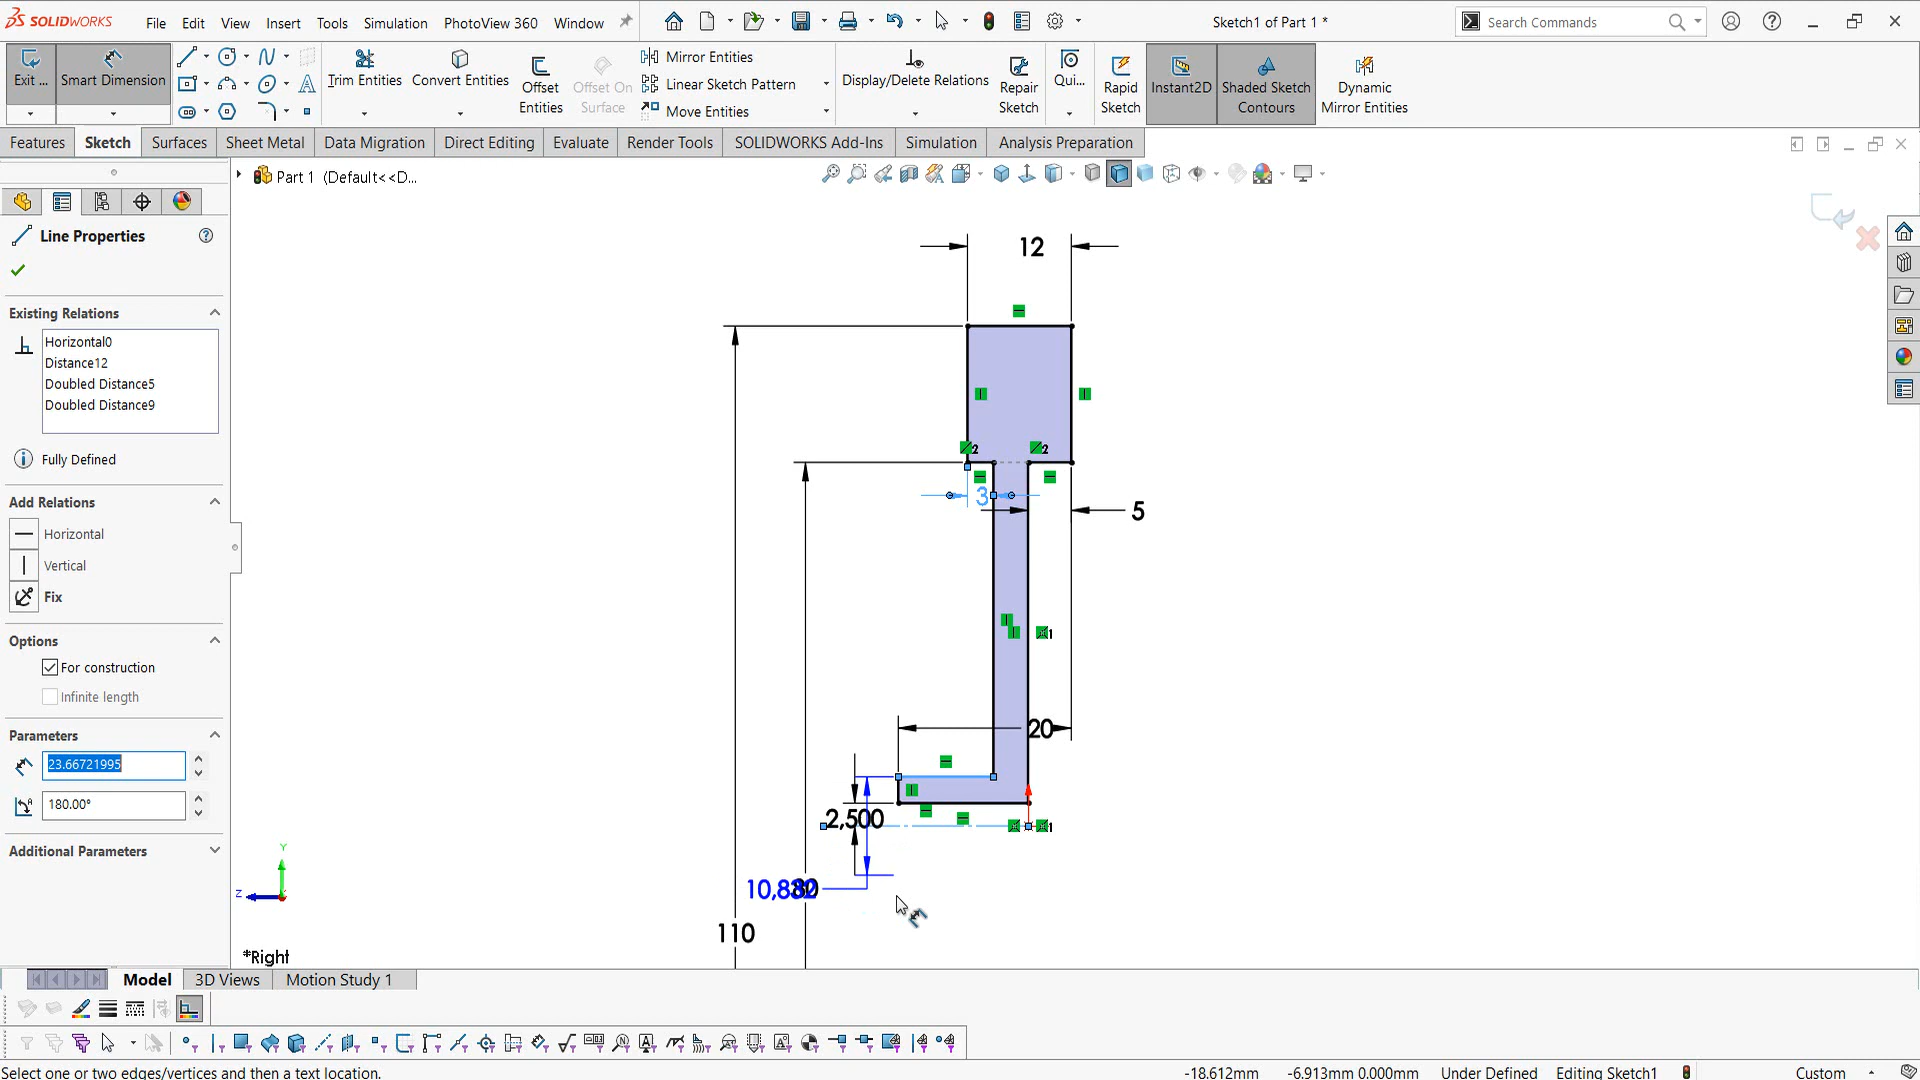 SOLIDWORKS
File Edit View Insert Tools Simulation PhotoView 360 Window
Sketch1 of Part 1 *
Search Commands
Exit ...
Smart Dimension
Trim Entities
Convert Entities
Offset Entities
Offset On Surface
Mirror Entities
Linear Sketch Pattern
Move Entities
Display/Delete Relations
Repair Sketch
Qui...
Rapid Sketch
Instant2D
Shaded Sketch Contours
Dynamic Mirror Entities
Features Sketch Surfaces Sheet Metal Data Migration Direct Editing Evaluate Render Tools SOLIDWORKS Add-Ins Simulation Analysis Preparation
Part 1 (Default<<D...
Line Properties
Existing Relations
Horizontal0
Distance12
Doubled Distance5
Doubled Distance9
Fully Defined
Add Relations
Horizontal
Vertical
Fix
Options
For construction
Infinite length
Parameters
23.66721995
180.00°
Additional Parameters
12
2
2
3
5
1
20
2,500
1
110
Y
Z
*Right
Model 3D Views Motion Study 1
Select one or two edges/vertices and then a text location.
-18.612mm -6.913mm 0.000mm Under Defined Editing Sketch1 Custom